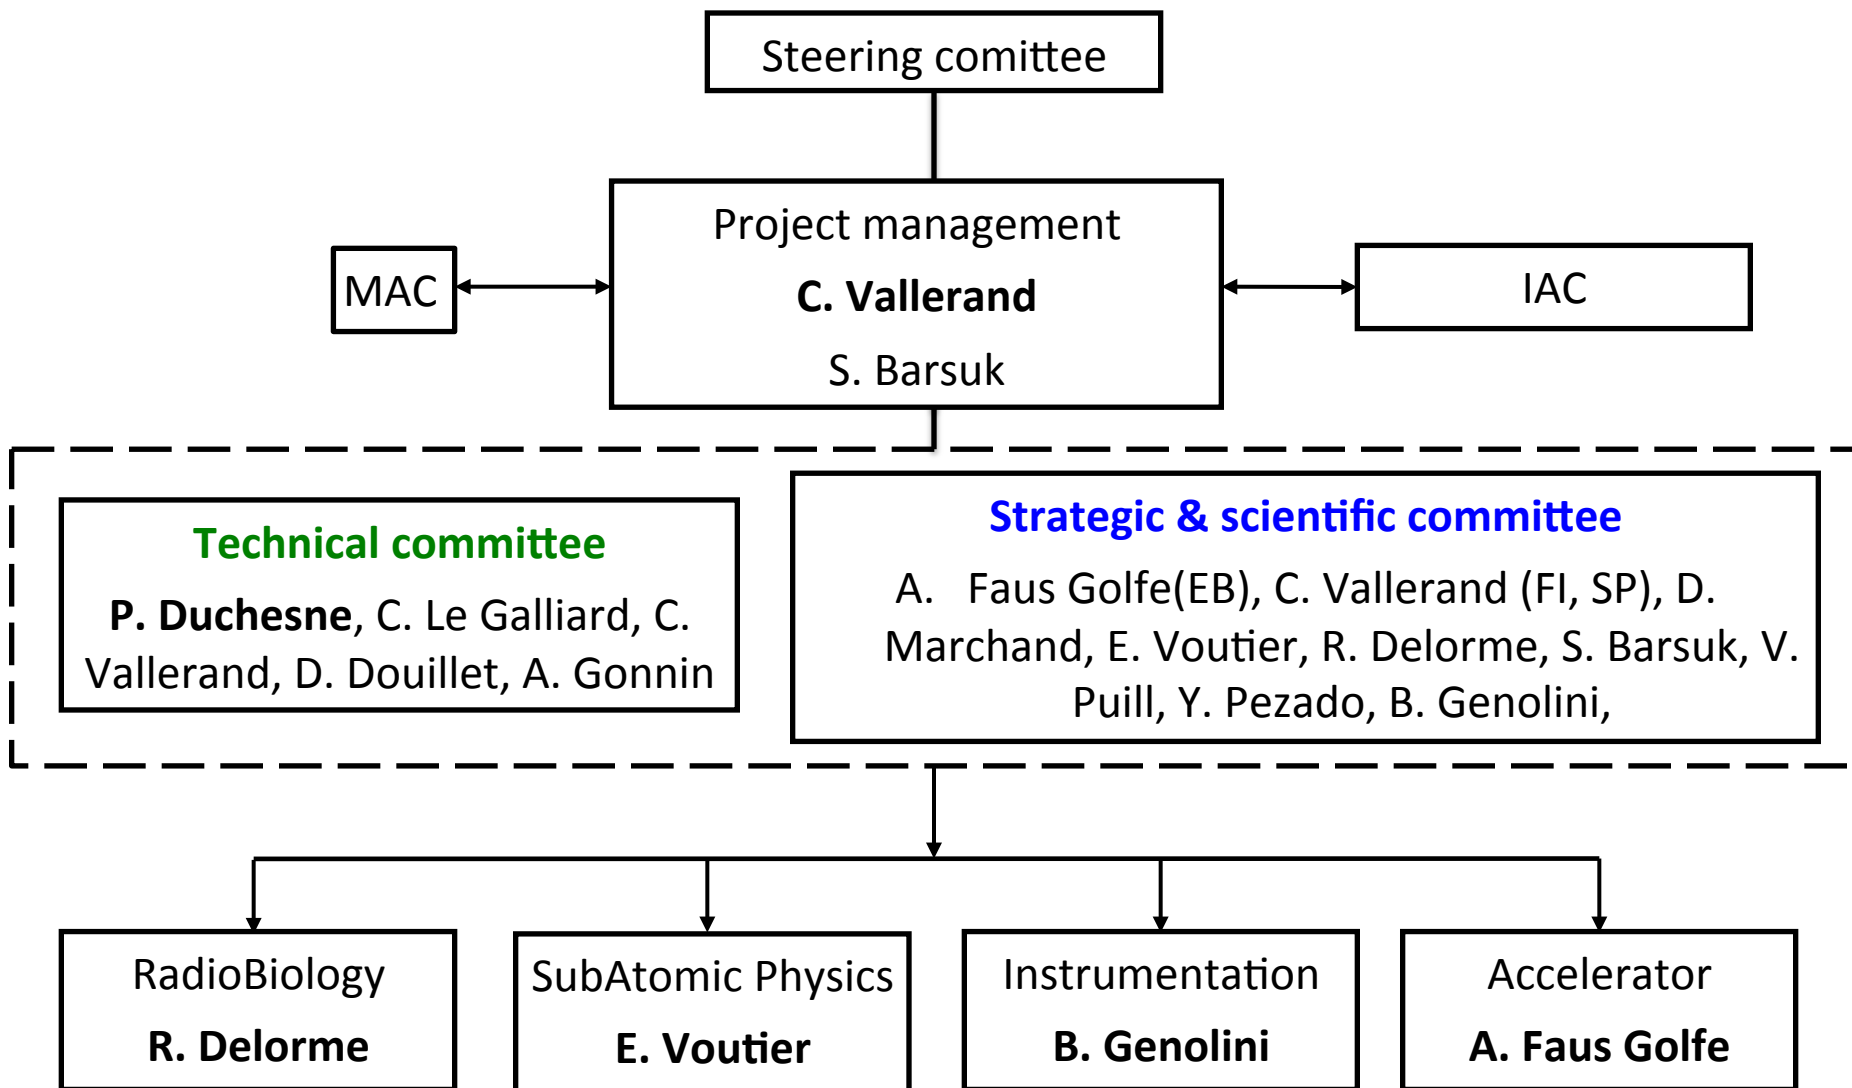 Steering comittee
Project management
C. Vallerand
S. Barsuk
MAC
IAC
Technical committee
P. Duchesne, C. Le Galliard, C.
Vallerand, D. Douillet, A. Gonnin
Strategic & scientific committee
A. Faus Golfe(EB), C. Vallerand (FI, SP), D.
Marchand, E. Voutier, R. Delorme, S. Barsuk, V.
Puill, Y. Pezado, B. Genolini,
RadioBiology
R. Delorme
SubAtomic Physics
E. Voutier
Instrumentation
B. Genolini
Accelerator
A. Faus Golfe